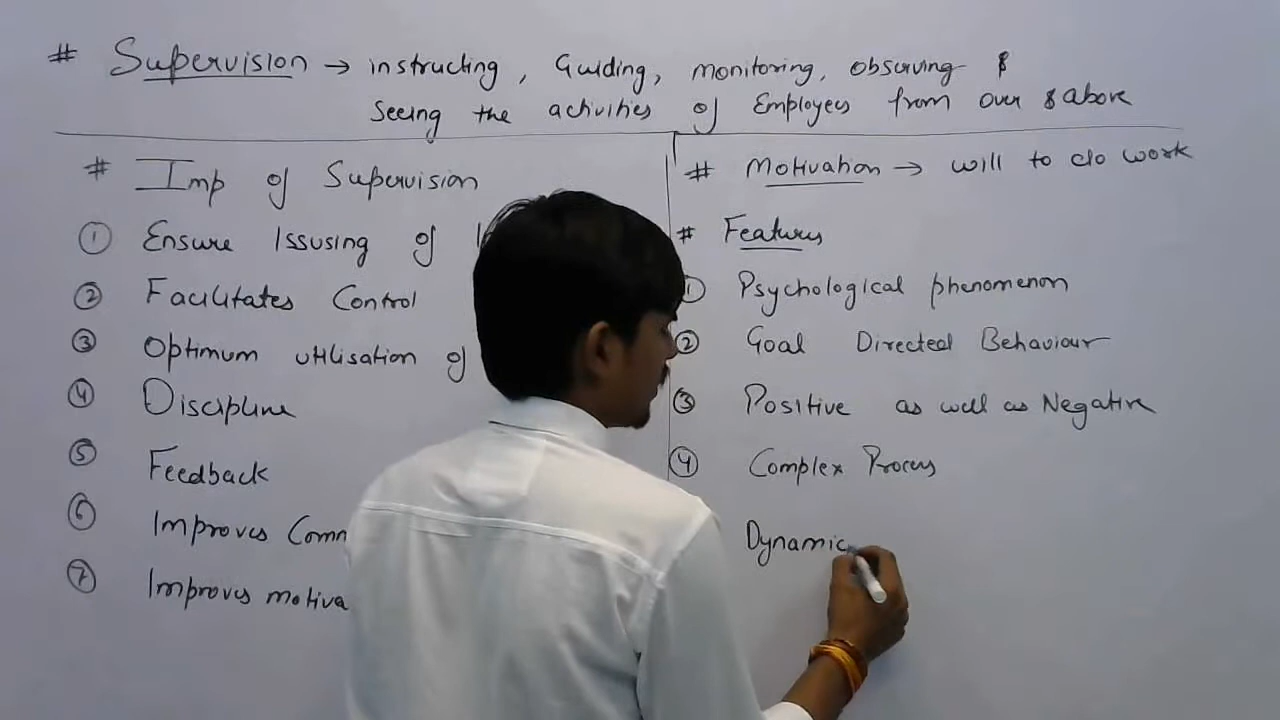 # Supervision → instructing, Guiding, monitoring, observing &
Seeing the activities of Employees from over & above
# Imp of Supervision
① Ensure Issusing of
② Facilitates Control
③ Optimum utilisation of
④ Discipline
⑤ Feedback
⑥ Improves Comm
⑦ Improves motiva
# Motivation → will to do work
# Features
① Psychological phenomenon
② Goal Directed Behaviour
③ Positive as well as Negative
④ Complex Process
Dynamic